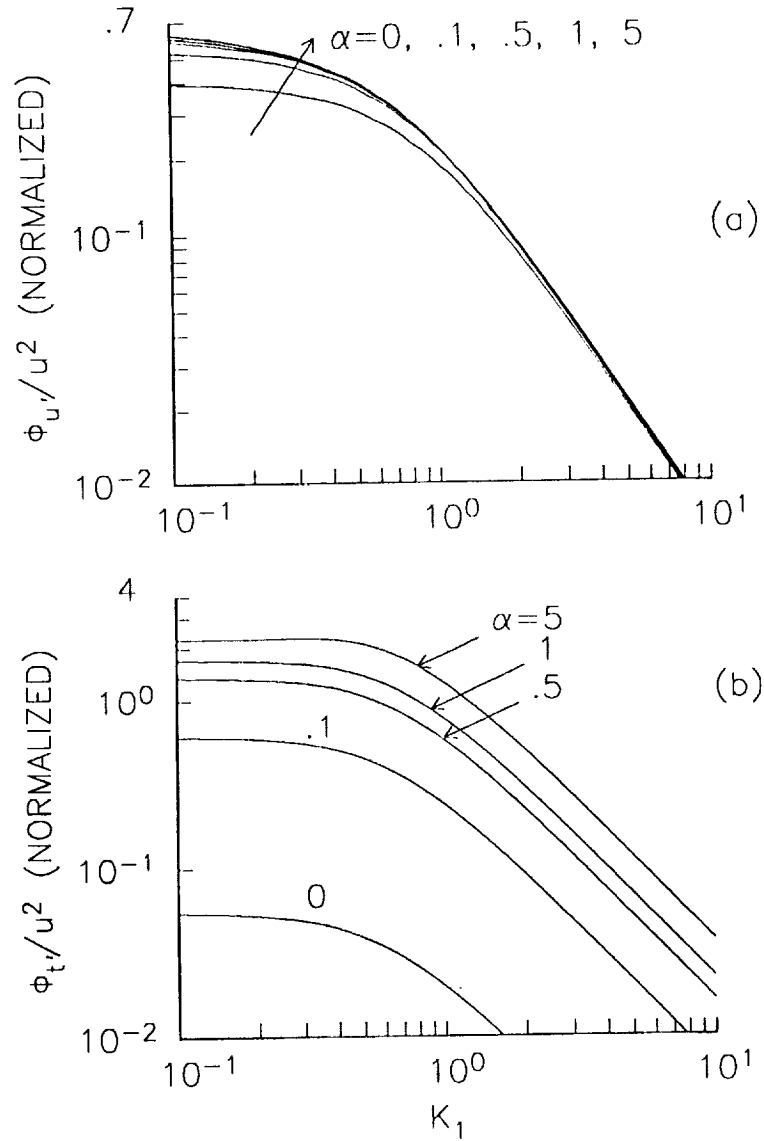 .7
α=0, .1, .5, 1, 5
ϕu′/u² (NORMALIZED)
10⁻¹
(a)
10⁻²
10⁻¹
10⁰
10¹
4
α=5
1
.5
(b)
10⁰
.1
ϕt′/u² (NORMALIZED)
10⁻¹
0
10⁻²
10⁻¹
10⁰
10¹
K₁